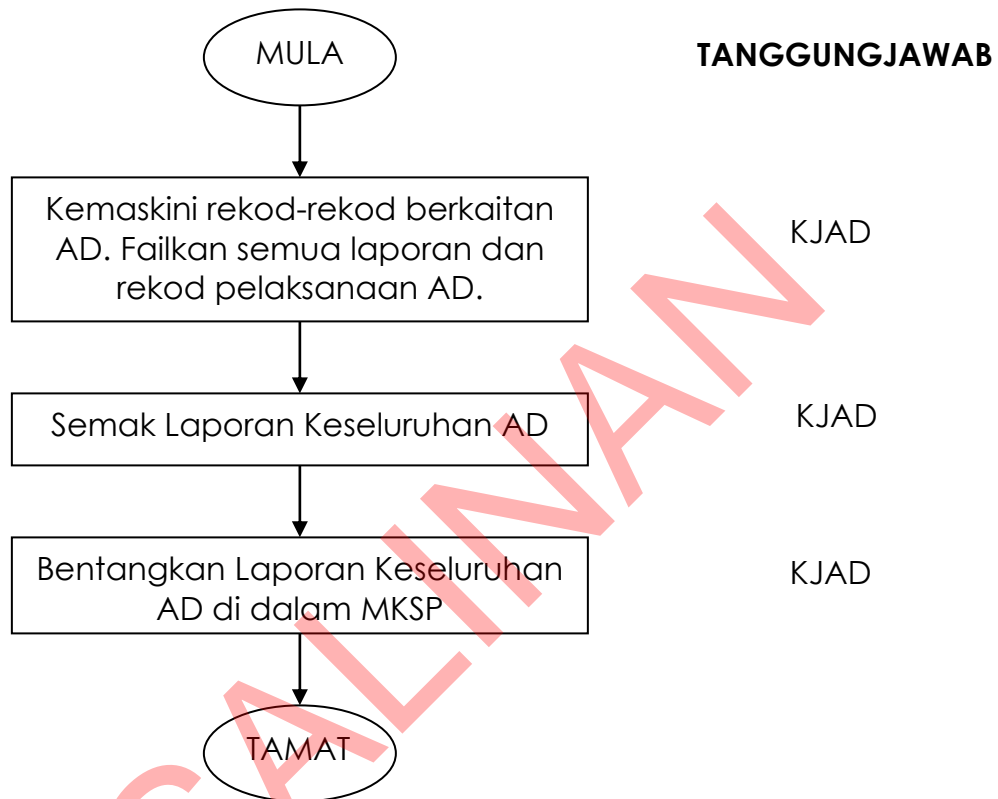 MULA
TANGGUNGJAWAB
Kemaskini rekod-rekod berkaitan
AD. Failkan semua laporan dan
rekod pelaksanaan AD.
KJAD
Semak Laporan Keseluruhan AD
KJAD
Bentangkan Laporan Keseluruhan
AD di dalam MKSP
KJAD
TAMAT
SALINAN